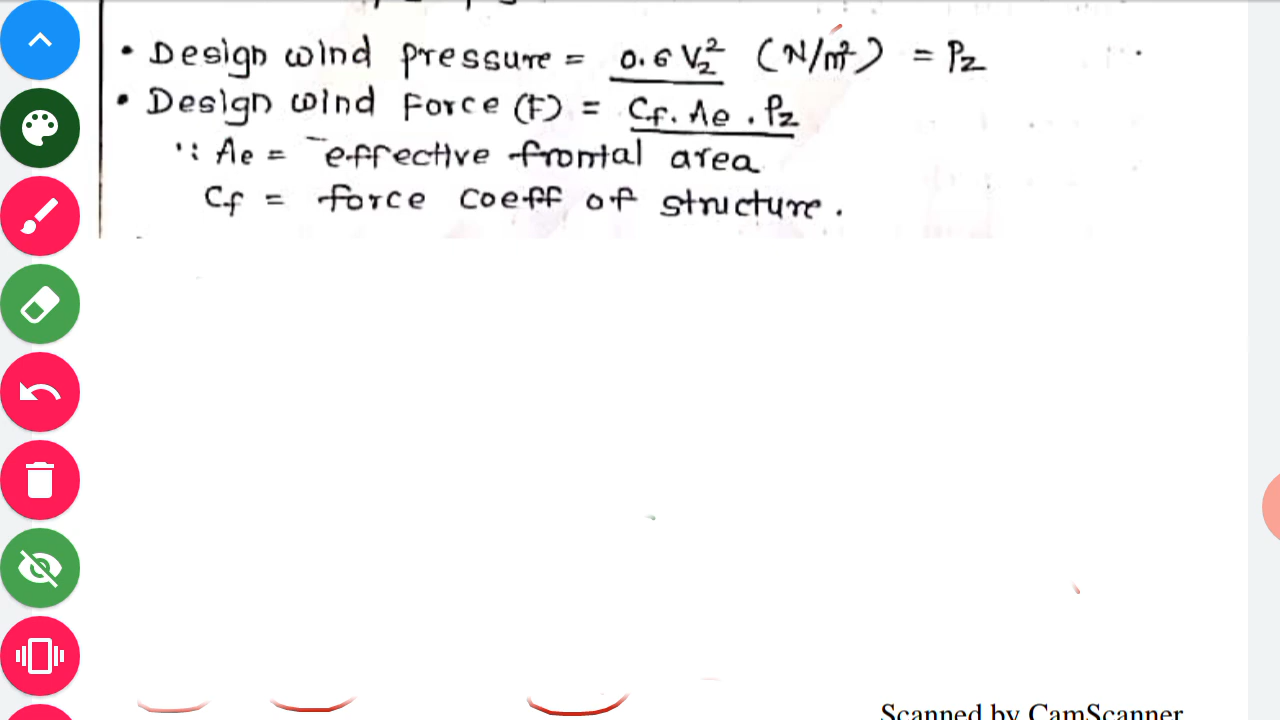 • Design wind pressure = 0.6 V_z² (N/m²) = Pz
• Design wind Force (F) = Cf. Ae . Pz
∵ Ae = effective frontal area
Cf = force coeff of structure.
Scanned by CamScanner